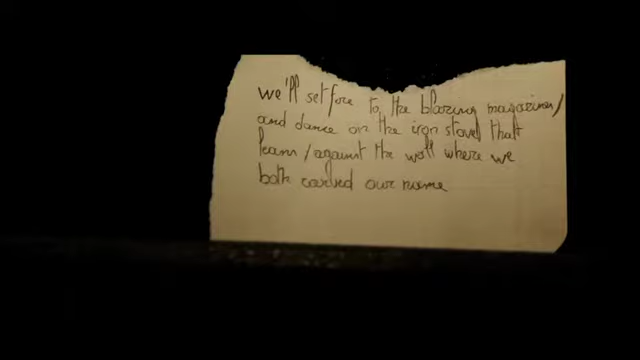 we'll set fire to the blazing magazines/
and dance on the iron stove that
leans / against the wall where we
both carved our name